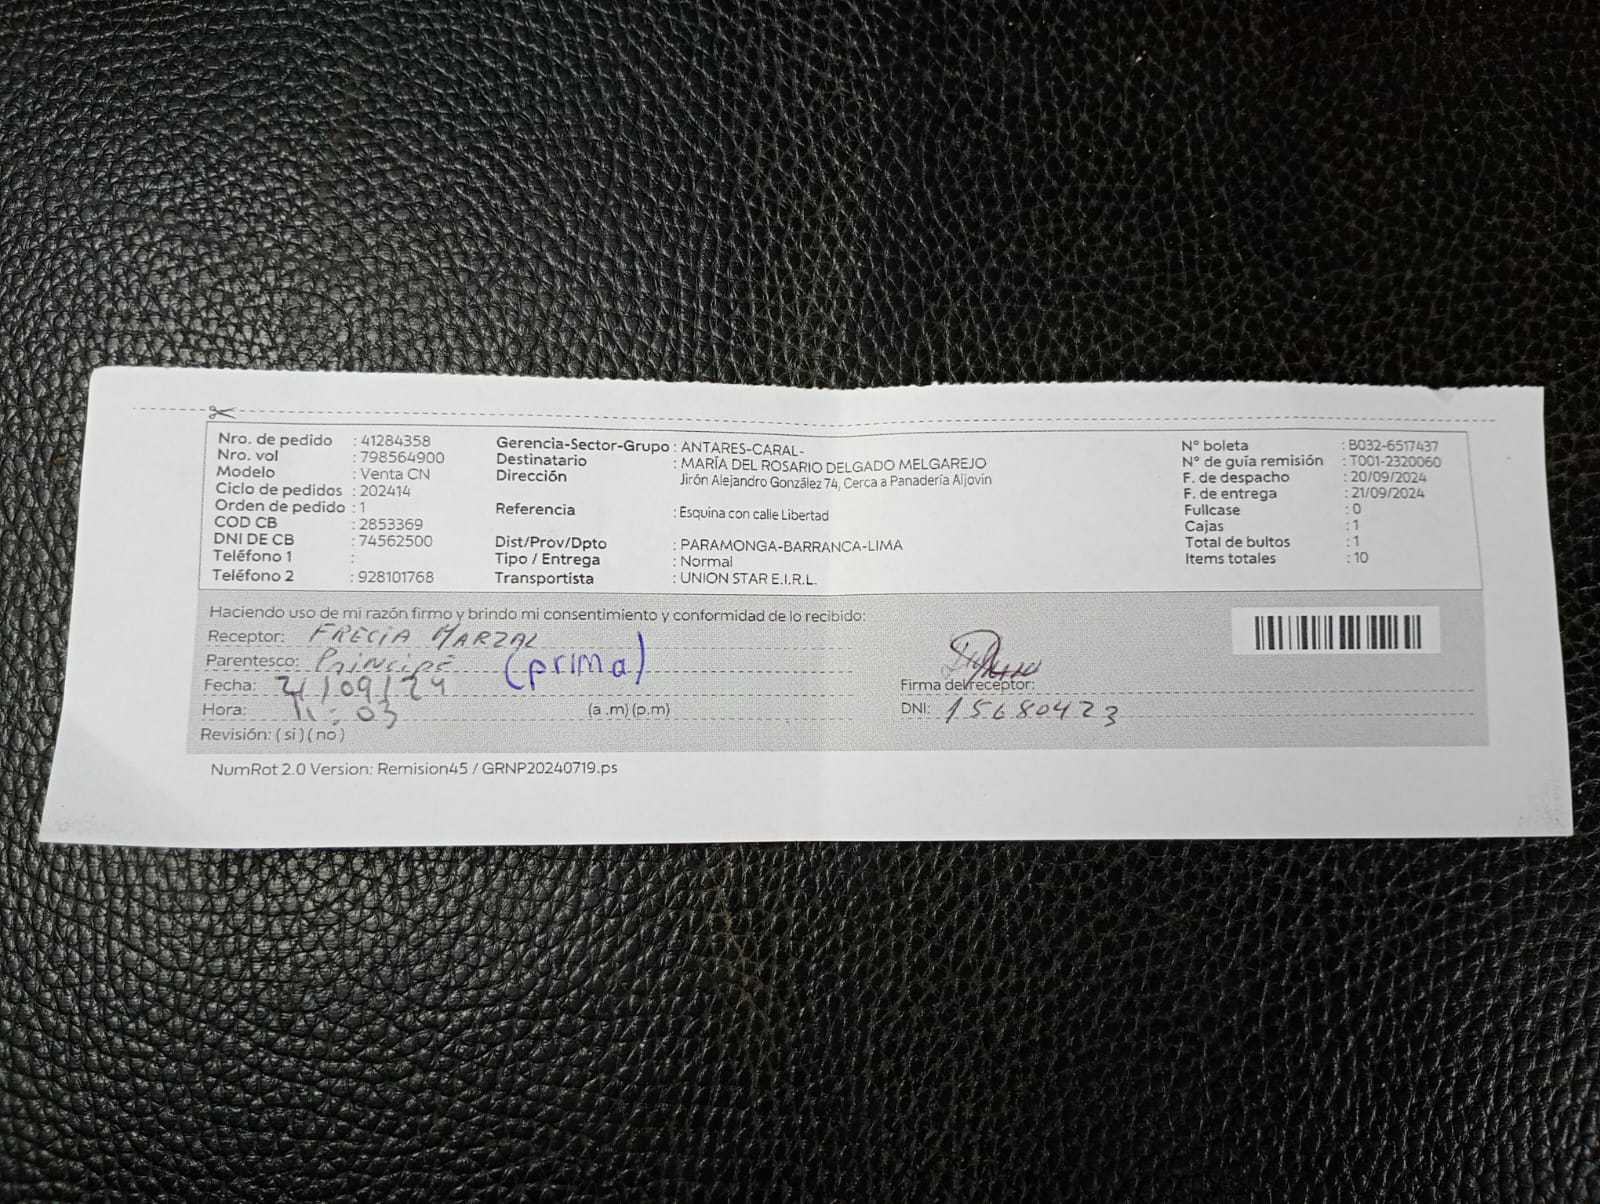 Nro. de pedido : 41284358
Nro. vol : 798564900
Modelo : Venta CN
Ciclo de pedidos : 202414
Orden de pedido : 1
COD CB : 2853369
DNI DE CB : 74562500
Teléfono 1 :
Teléfono 2 : 928101768
Gerencia-Sector-Grupo : ANTARES-CARAL-
Destinatario : MARÍA DEL ROSARIO DELGADO MELGAREJO
Dirección Jirón Alejandro González 74, Cerca a Panadería Aljovin
Referencia : Esquina con calle Libertad
Dist/Prov/Dpto : PARAMONGA-BARRANCA-LIMA
Tipo / Entrega : Normal
Transportista : UNION STAR E.I.R.L.
N° boleta : B032-6517437
N° de guía remisión : T001-2320060
F. de despacho : 20/09/2024
F. de entrega : 21/09/2024
Fullcase : 0
Cajas : 1
Total de bultos : 1
Items totales : 10
Haciendo uso de mi razón firmo y brindo mi consentimiento y conformidad de lo recibido:
Receptor: FRECIA MARZAL
Parentesco: Principe (prima)
Fecha: 21/09/24
Hora: 11:03 (a .m) (p.m)
Revisión: ( si ) ( no )
Firma del receptor:
DNI: 15680423
NumRot 2.0 Version: Remision45 / GRNP20240719.ps